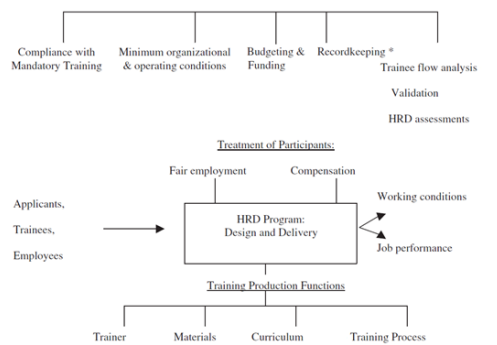 Compliance with
Mandatory Training
Minimum organizational
& operating conditions
Budgeting &
Funding
Recordkeeping *
Trainee flow analysis
Validation
HRD assessments
Treatment of Participants:
Fair employment
Compensation
Applicants,
Trainees,
Employees
HRD Program:
Design and Delivery
Working conditions
Job performance
Training Production Functions
Trainer
Materials
Curriculum
Training Process